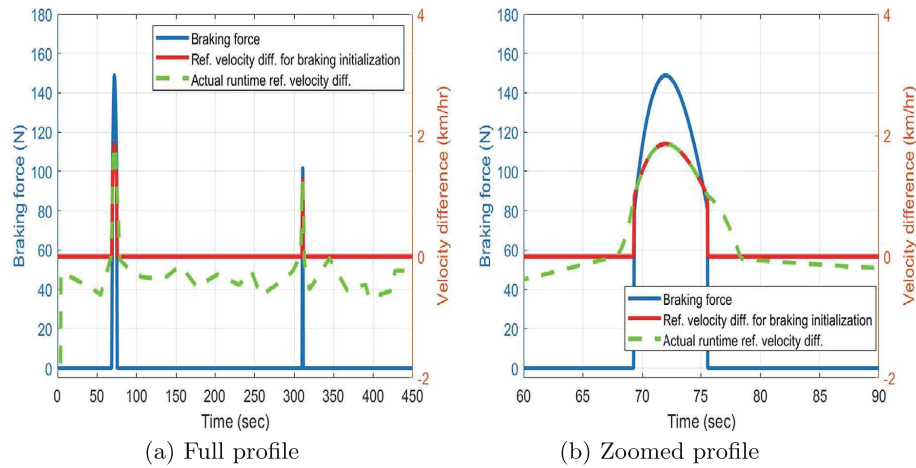 180
160
140
120
100
80
60
40
20
0
Braking force (N)
4
2
0
-2
Velocity difference (km/hr)
Braking force
Ref. velocity diff. for braking initialization
Actual runtime ref. velocity diff.
0 50 100 150 200 250 300 350 400 450
Time (sec)
(a) Full profile
180
160
140
120
100
80
60
40
20
0
Braking force (N)
4
2
0
-2
Velocity difference (km/hr)
Braking force
Ref. velocity diff. for braking initialization
Actual runtime ref. velocity diff.
60 65 70 75 80 85 90
Time (sec)
(b) Zoomed profile